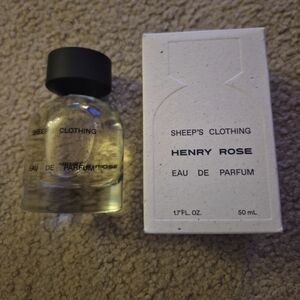 SHEEP'S CLOTHING
EAU DE PARFUM
SHEEP'S CLOTHING
HENRY ROSE
EAU DE PARFUM
1.7 FL. OZ. 50 mL